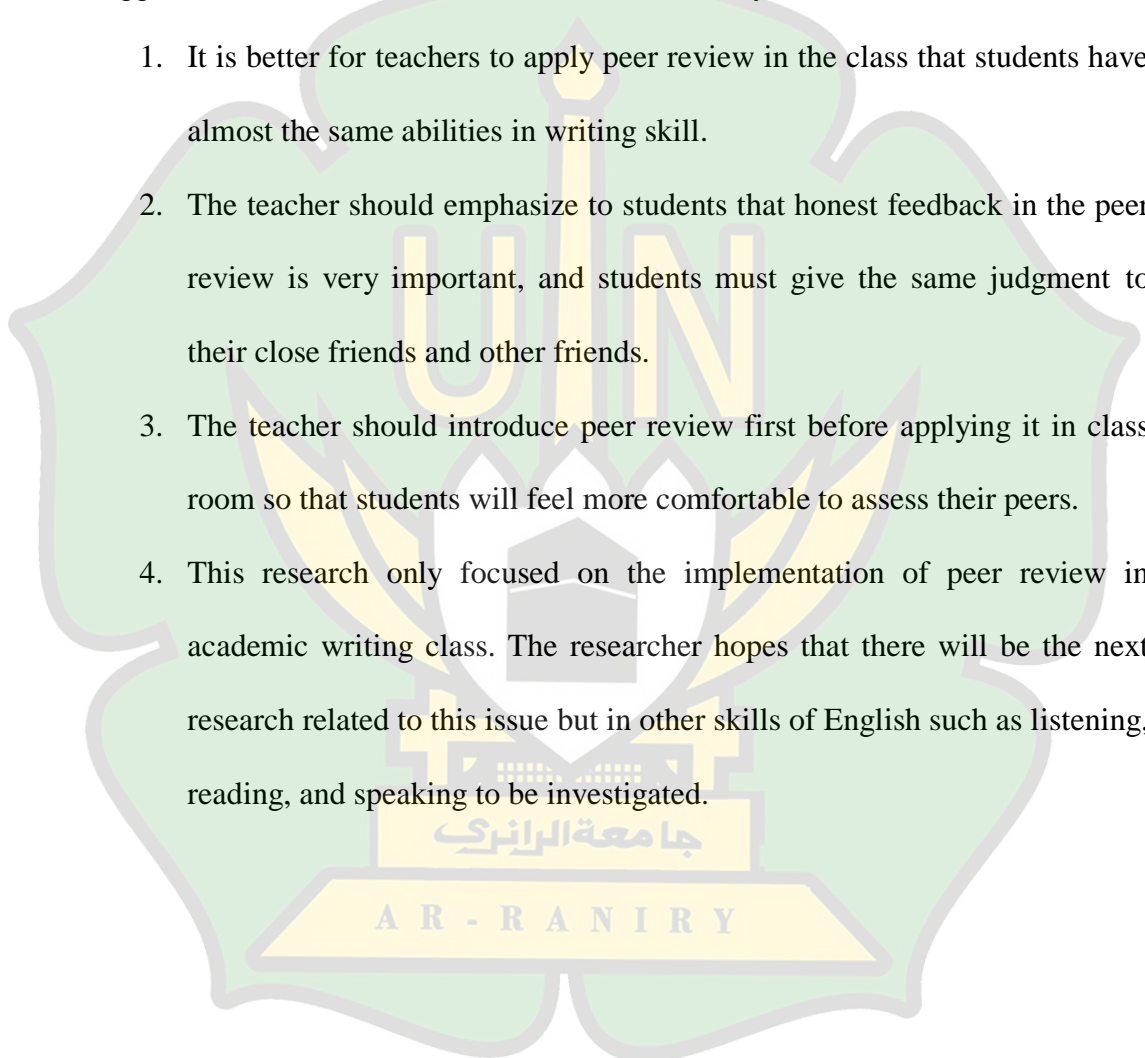 1. It is better for teachers to apply peer review in the class that students have
almost the same abilities in writing skill.
2. The teacher should emphasize to students that honest feedback in the peer
review is very important, and students must give the same judgment to
their close friends and other friends.
3. The teacher should introduce peer review first before applying it in class
room so that students will feel more comfortable to assess their peers.
4. This research only focused on the implementation of peer review in
academic writing class. The researcher hopes that there will be the next
research related to this issue but in other skills of English such as listening,
reading, and speaking to be investigated.
UIN
جامعة الرانري
AR-RANIRY